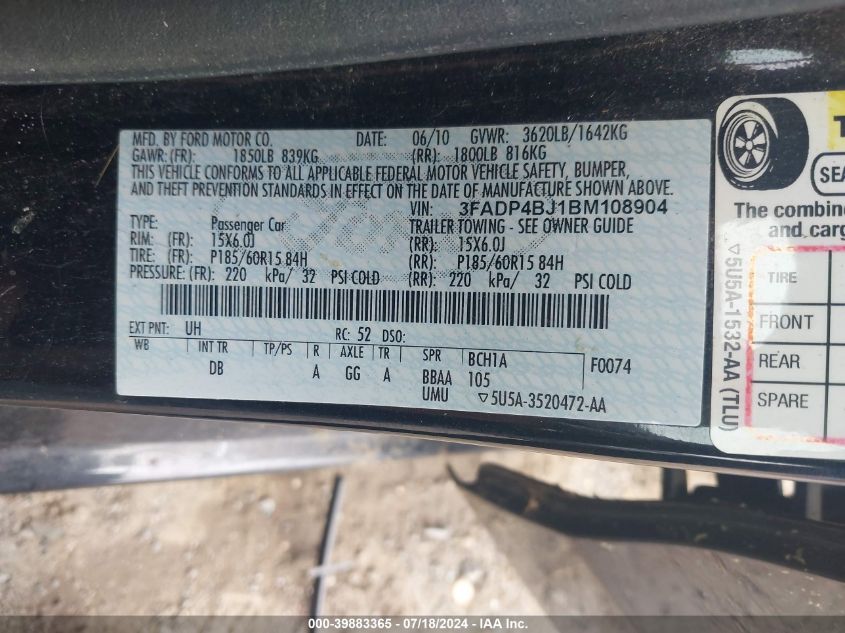 MFD. BY FORD MOTOR CO. DATE: 06/10 GVWR: 3620LB/1642KG
GAWR: (FR): 1850LB 839KG (RR): 1800LB 816KG
THIS VEHICLE CONFORMS TO ALL APPLICABLE FEDERAL MOTOR VEHICLE SAFETY, BUMPER,
AND THEFT PREVENTION STANDARDS IN EFFECT ON THE DATE OF MANUFACTURE SHOWN ABOVE.
VIN: 3FADP4BJ1BM108904
TYPE: Passenger Car TRAILER TOWING - SEE OWNER GUIDE
RIM: (FR): 15X6.0J (RR): 15X6.0J
TIRE: (FR): P185/60R15 84H (RR): P185/60R15 84H
PRESSURE: (FR): 220 kPa/ 32 PSI COLD (RR): 220 kPa/ 32 PSI COLD
EXT PNT: UH RC: 52 DSO:
WB INT TR TP/PS R AXLE TR SPR BCH1A F0074
DB A GG A BBAA 105
UMU ▽5U5A-3520472-AA
T
SEA
The combin
and carg
TIRE
FRONT
REAR
SPARE
▽5U5A-1532-AA (TLU)
000-39883365 - 07/18/2024 - IAAI.com